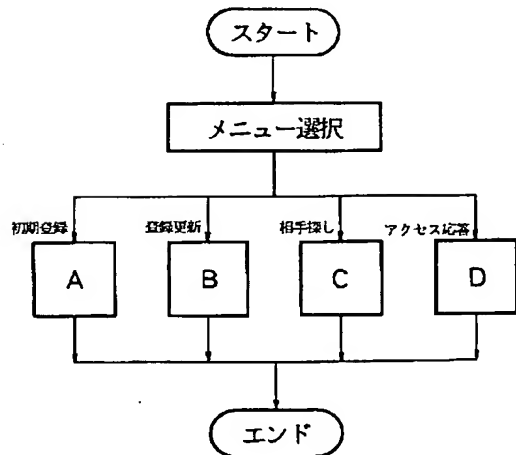 スタート
メニュー選択
初期登録
登録更新
相手探し
アクセス応答
A
B
C
D
エンド